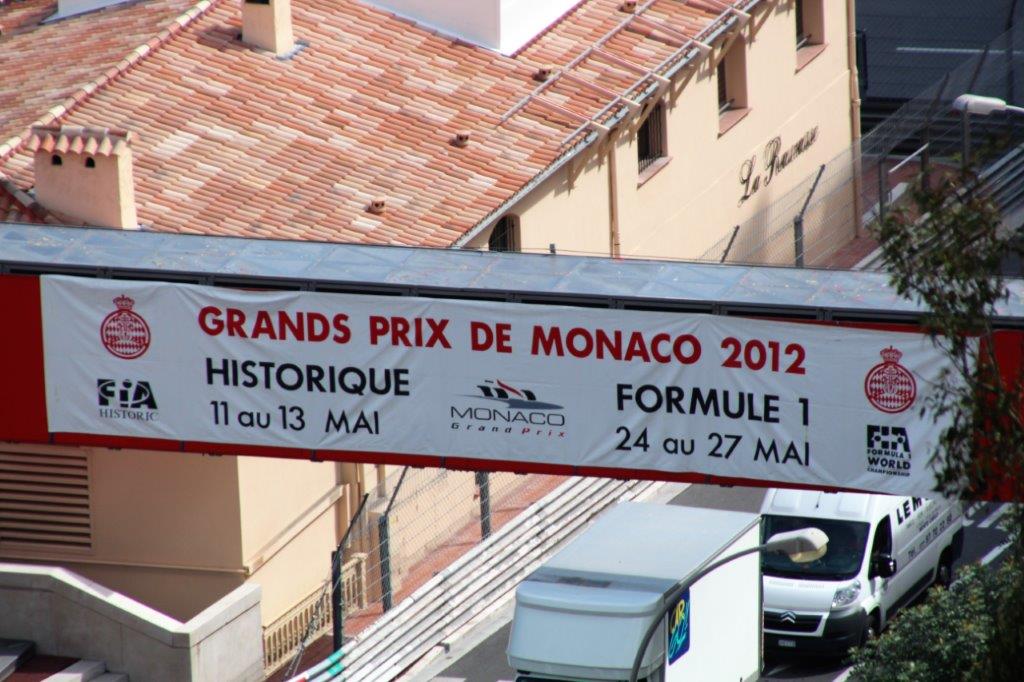 La Rascasse
GRANDS PRIX DE MONACO 2012
HISTORIQUE
11 au 13 MAI
FIA
HISTORIC
MONACO
Grand Prix
FORMULE 1
24 au 27 MAI
FIA
FORMULA 1
WORLD
CHAMPIONSHIP
LE M